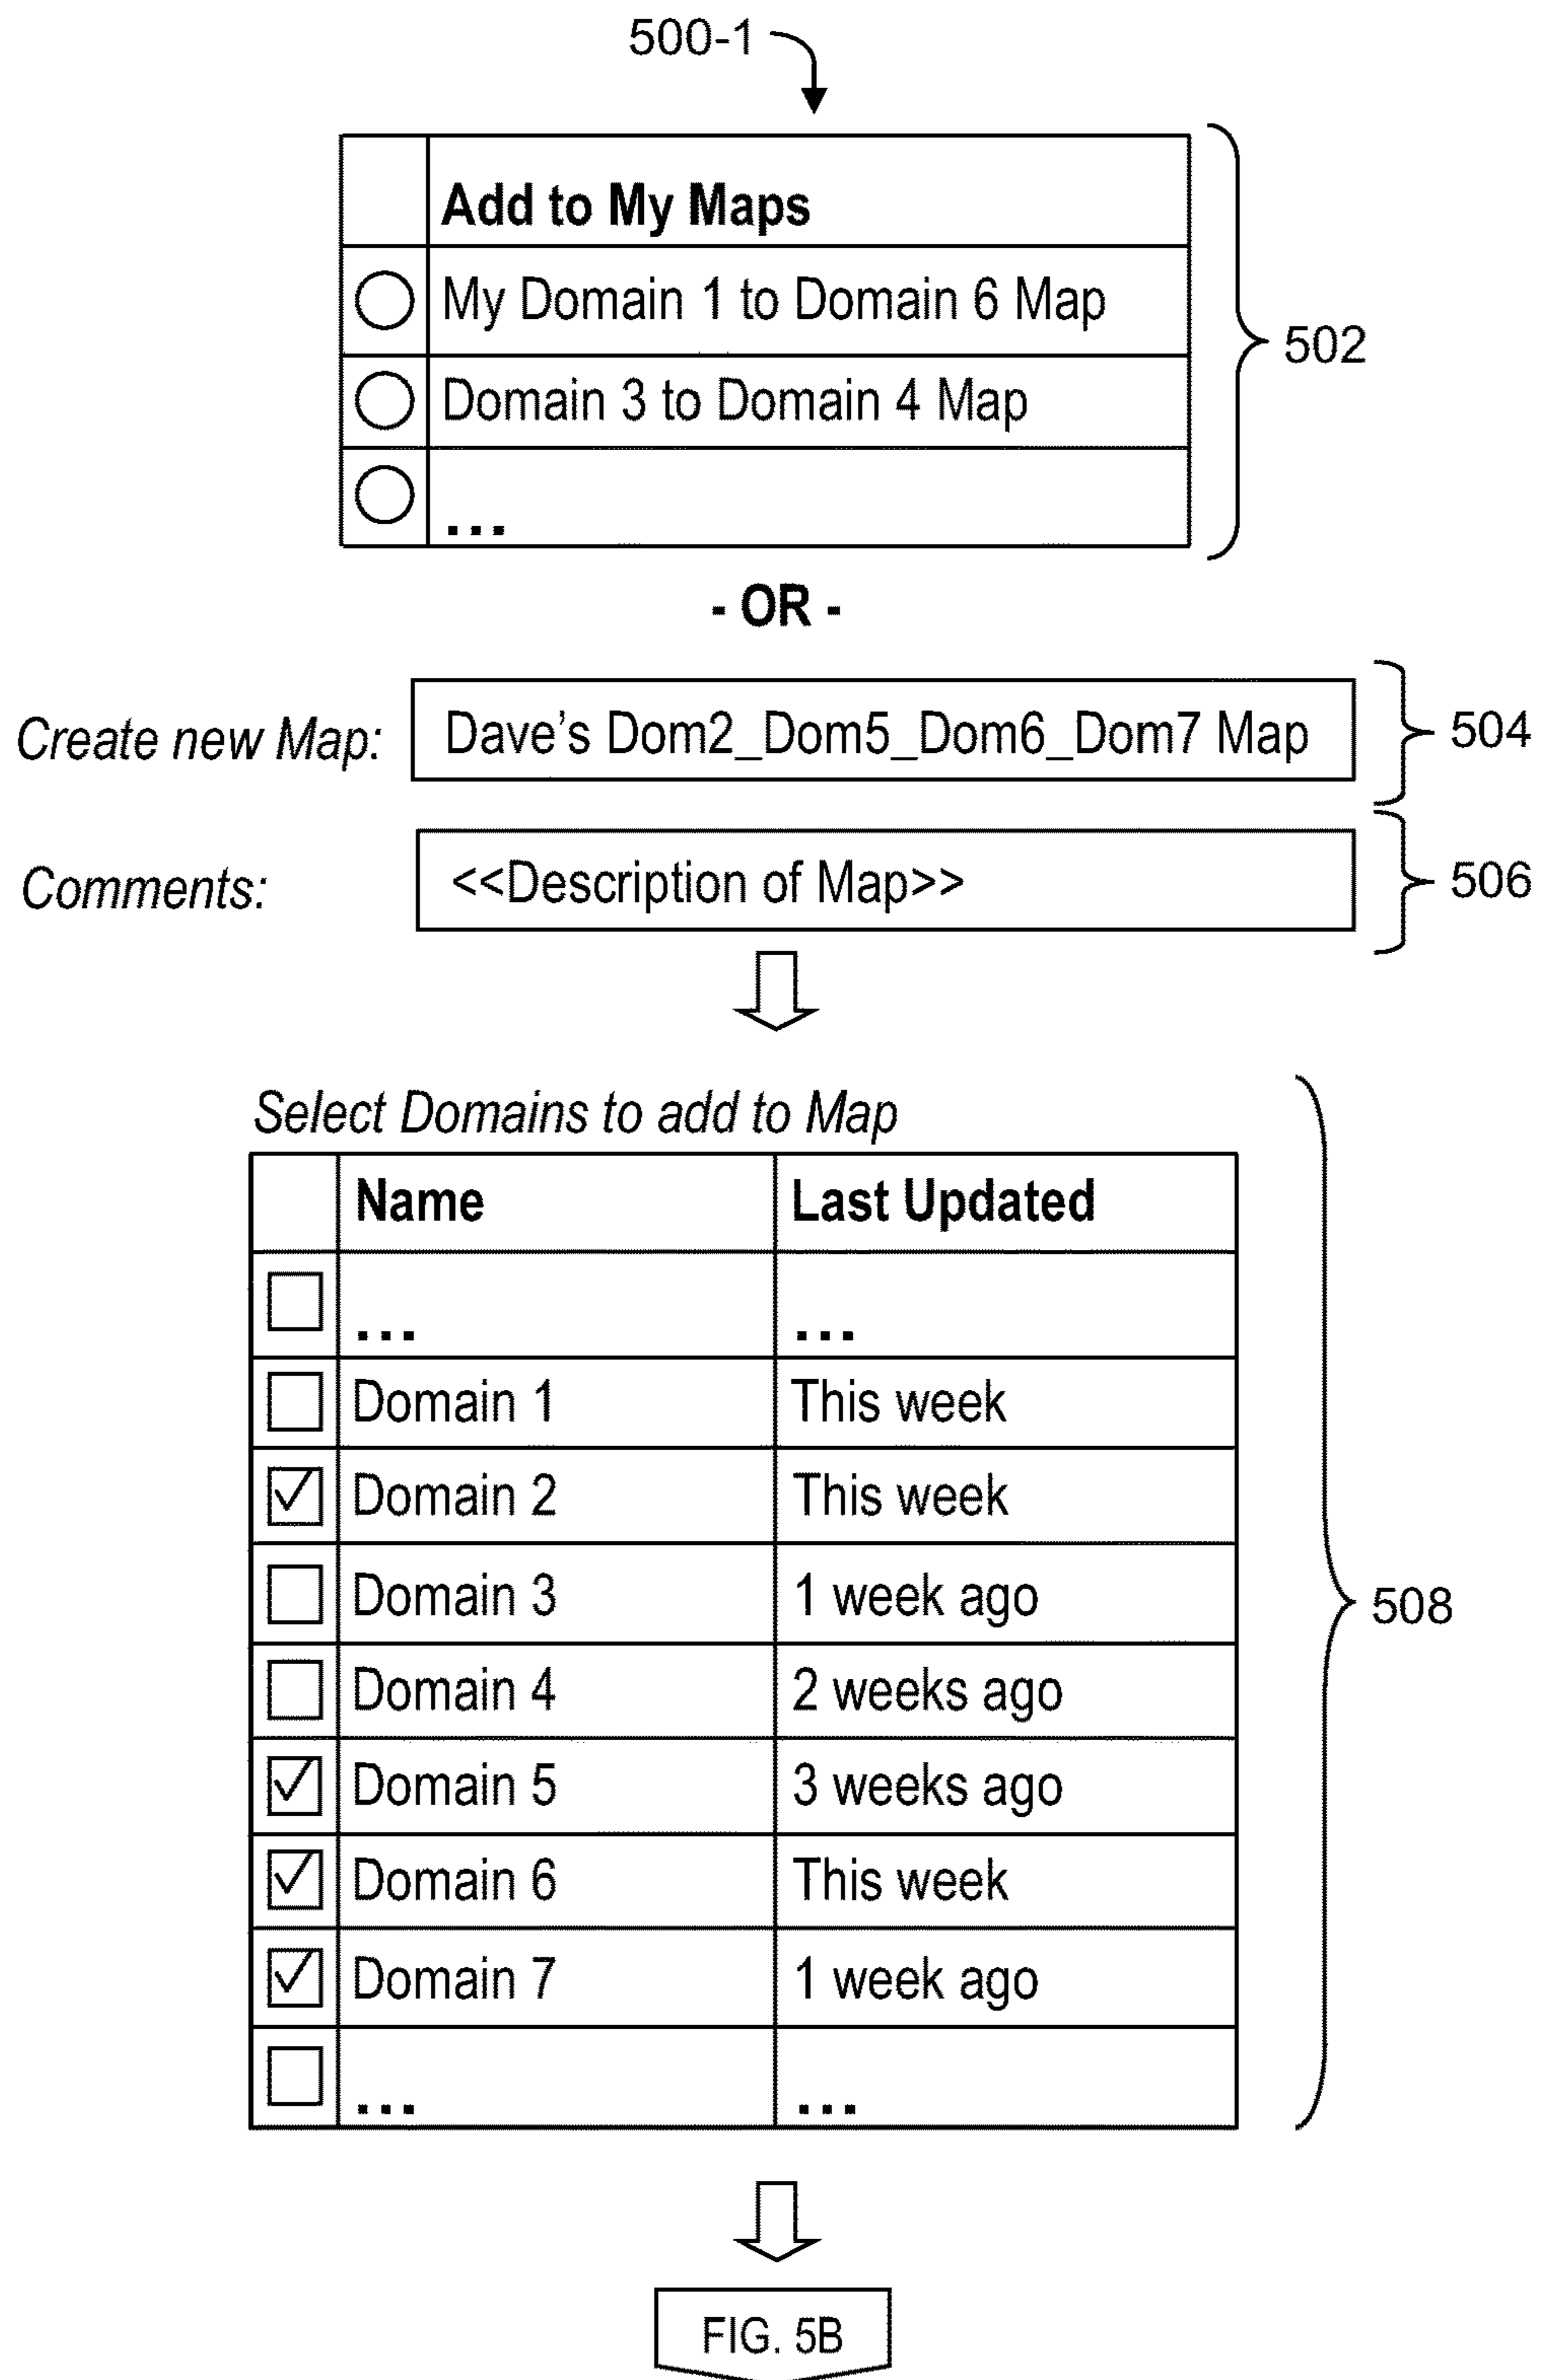 500-1
Add to My Maps
My Domain 1 to Domain 6 Map
Domain 3 to Domain 4 Map
...
502
- OR -
Create new Map: Dave's Dom2_Dom5_Dom6_Dom7 Map 504
Comments: <<Description of Map>> 506
Select Domains to add to Map
Name Last Updated
... ...
Domain 1 This week
Domain 2 This week
Domain 3 1 week ago
508
Domain 4 2 weeks ago
Domain 5 3 weeks ago
Domain 6 This week
Domain 7 1 week ago
... ...
FIG. 5B